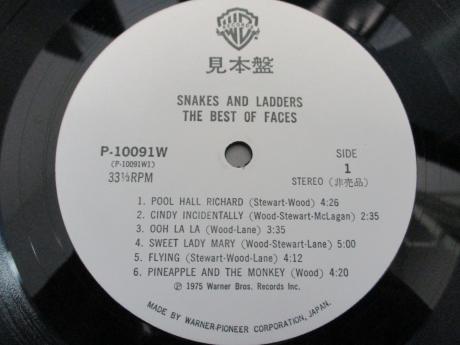 WB
RECORDS
見本盤
SNAKES AND LADDERS
THE BEST OF FACES
P-10091W
(P-10091W1)
33⅓RPM
SIDE
1
STEREO (非売品)
1. POOL HALL RICHARD (Stewart-Wood) 4:26
2. CINDY INCIDENTALLY (Wood-Stewart-McLagan) 2:35
3. OOH LA LA (Wood-Lane) 3:35
4. SWEET LADY MARY (Wood-Stewart-Lane) 5:00
5. FLYING (Stewart-Wood-Lane) 4:12
6. PINEAPPLE AND THE MONKEY (Wood) 4:20
Ⓟ 1975 Warner Bros. Records Inc.
MADE BY WARNER-PIONEER CORPORATION, JAPAN.